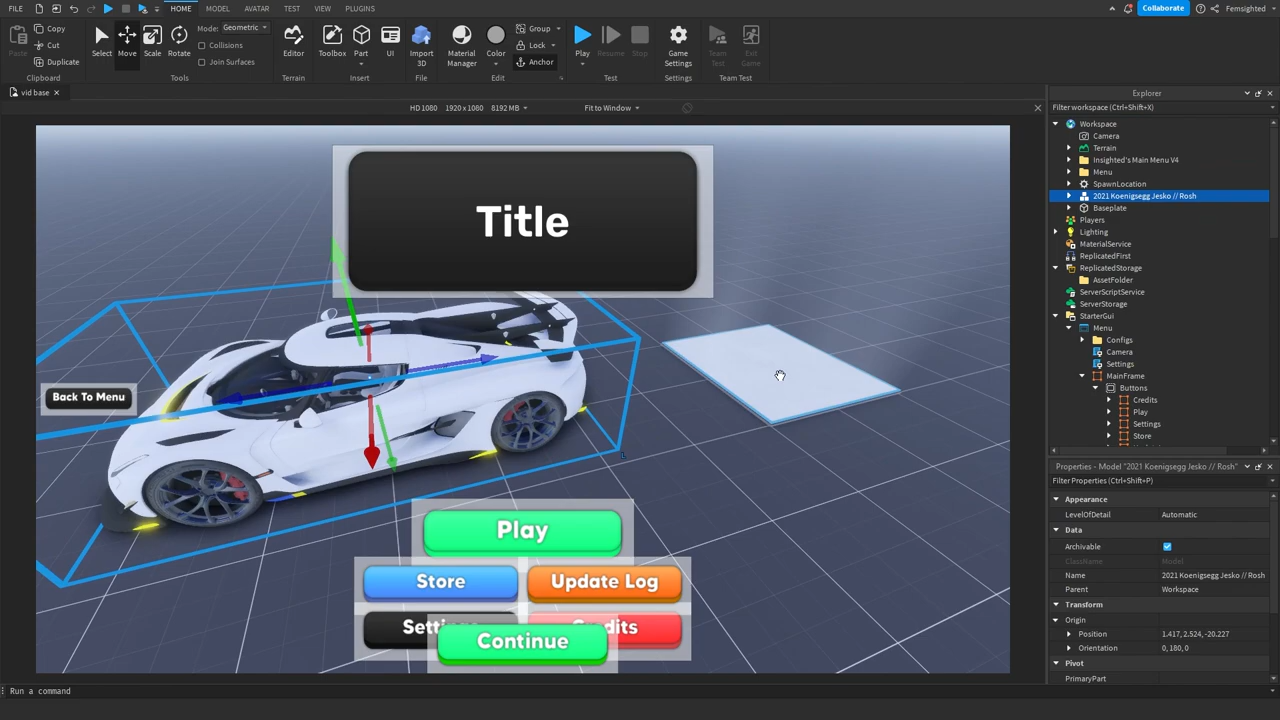 FILE
HOME
MODEL
AVATAR
TEST
VIEW
PLUGINS
Collaborate
Femsighted
Paste
Copy
Cut
Duplicate
Clipboard
Select
Move
Scale
Rotate
Mode: Geometric
Collisions
Join Surfaces
Tools
Editor
Terrain
Toolbox
Part
UI
Insert
Import
3D
File
Material
Manager
Color
Group
Lock
Anchor
Edit
Play
Resume
Stop
Test
Game
Settings
Settings
Team
Test
Exit
Game
Team Test
vid base
HD 1080 1920 x 1080 8192 MB
Fit to Window
Title
Back To Menu
Play
Store
Update Log
Continue
L
Explorer
Filter workspace (Ctrl+Shift+X)
Workspace
Camera
Terrain
Insighted's Main Menu V4
Menu
SpawnLocation
2021 Koenigsegg Jesko // Rosh
Baseplate
Players
Lighting
MaterialService
ReplicatedFirst
ReplicatedStorage
AssetFolder
ServerScriptService
ServerStorage
StarterGui
Menu
Configs
Camera
Settings
MainFrame
Buttons
Credits
Play
Settings
Store
Properties - Model "2021 Koenigsegg Jesko // Rosh"
Filter Properties (Ctrl+Shift+P)
Appearance
LevelOfDetail Automatic
Data
Archivable
ClassName Model
Name 2021 Koenigsegg Jesko // Rosh
Parent Workspace
Transform
Origin
Position 1.417, 2.524, -20.227
Orientation 0, 180, 0
Pivot
PrimaryPart
Run a command